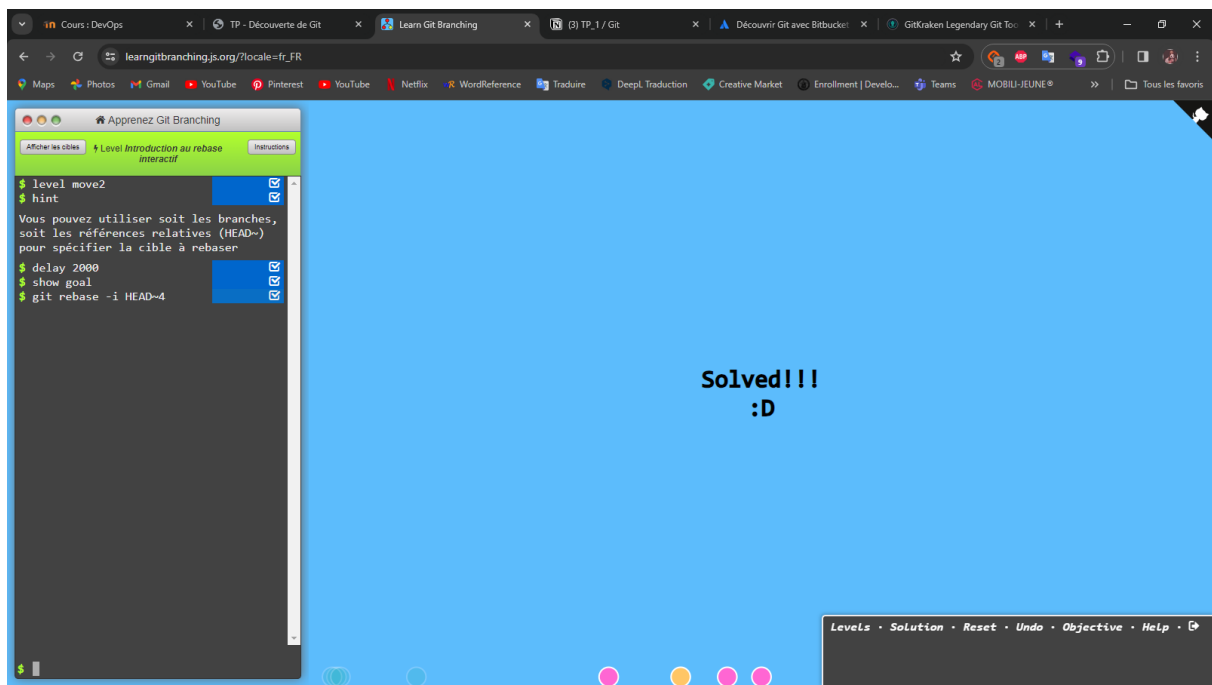 Cours : DevOps
TP - Découverte de Git
Learn Git Branching
(3) TP_1 / Git
Découvrir Git avec Bitbucket
GitKraken Legendary Git Too
learngitbranching.js.org/?locale=fr_FR
Maps
Photos
Gmail
YouTube
Pinterest
YouTube
Netflix
WordReference
Traduire
DeepL Traduction
Creative Market
Enrollment | Develo...
Teams
MOBILI-JEUNE®
Tous les favoris
Apprenez Git Branching
Afficher les cibles
Level Introduction au rebase
interactif
Instructions
$ level move2
$ hint
Vous pouvez utiliser soit les branches,
soit les références relatives (HEAD~)
pour spécifier la cible à rebaser
$ delay 2000
$ show goal
$ git rebase -i HEAD~4
$
Solved!!!
:D
Levels · Solution · Reset · Undo · Objective · Help ·